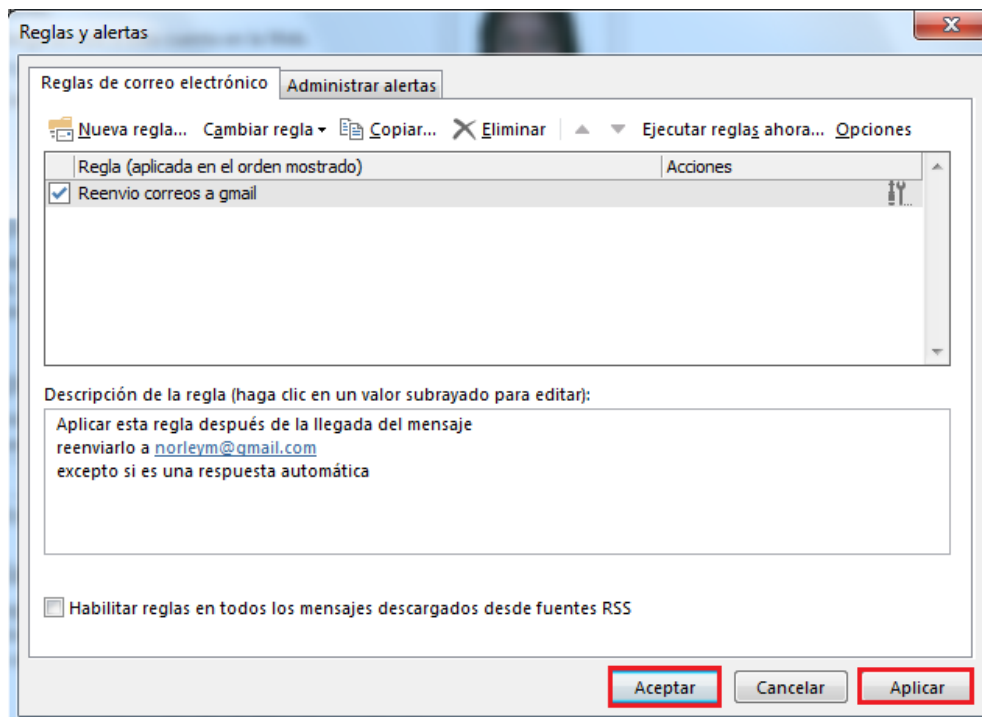 Reglas y alertas
Reglas de correo electrónico Administrar alertas
Nueva regla... Cambiar regla Copiar... Eliminar Ejecutar reglas ahora... Opciones
Regla (aplicada en el orden mostrado) Acciones
Reenvio correos a gmail
Descripción de la regla (haga clic en un valor subrayado para editar):
Aplicar esta regla después de la llegada del mensaje
reenviarlo a norleym@gmail.com
excepto si es una respuesta automática
Habilitar reglas en todos los mensajes descargados desde fuentes RSS
Aceptar Cancelar Aplicar